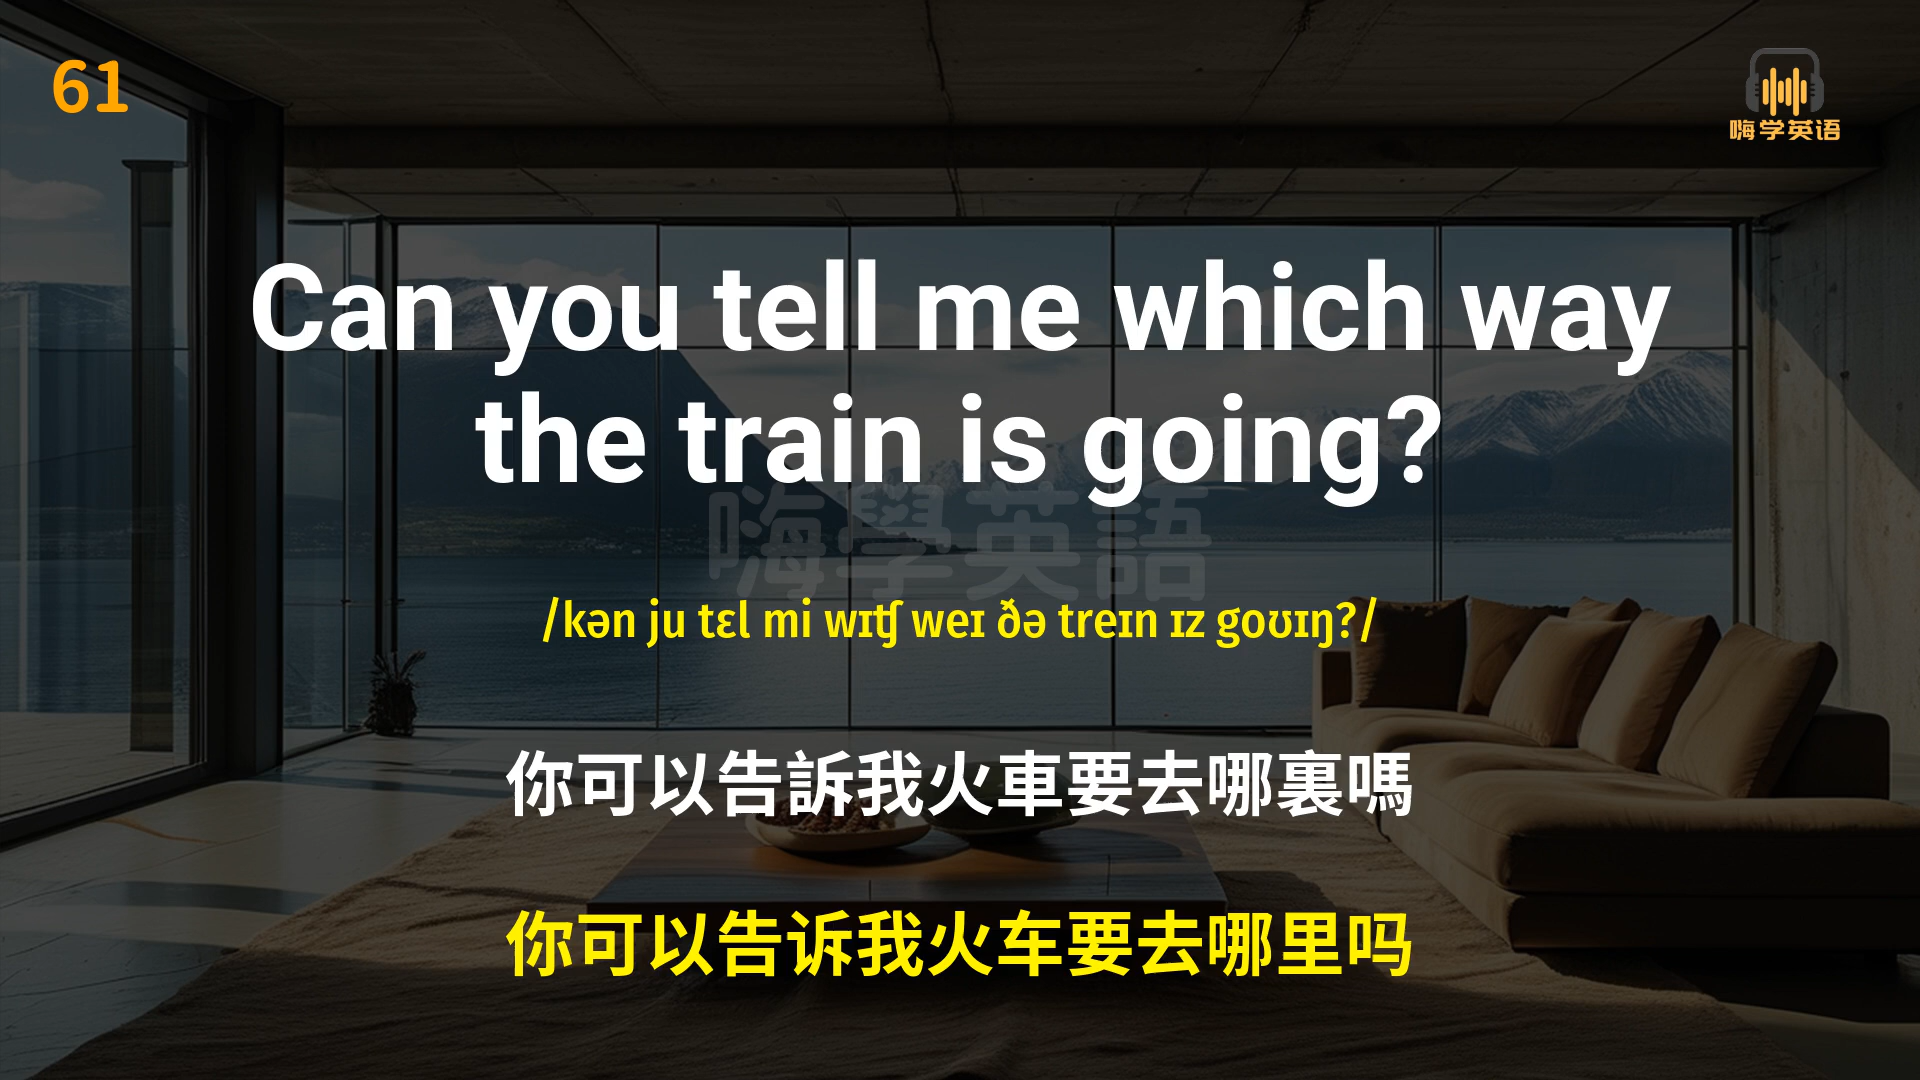 61
嗨学英语
Can you tell me which way
the train is going?
嗨學英語
/kən ju tɛl mi wɪʧ weɪ ðə treɪn ɪz goʊɪŋ?/
你可以告訴我火車要去哪裏嗎
你可以告诉我火车要去哪里吗